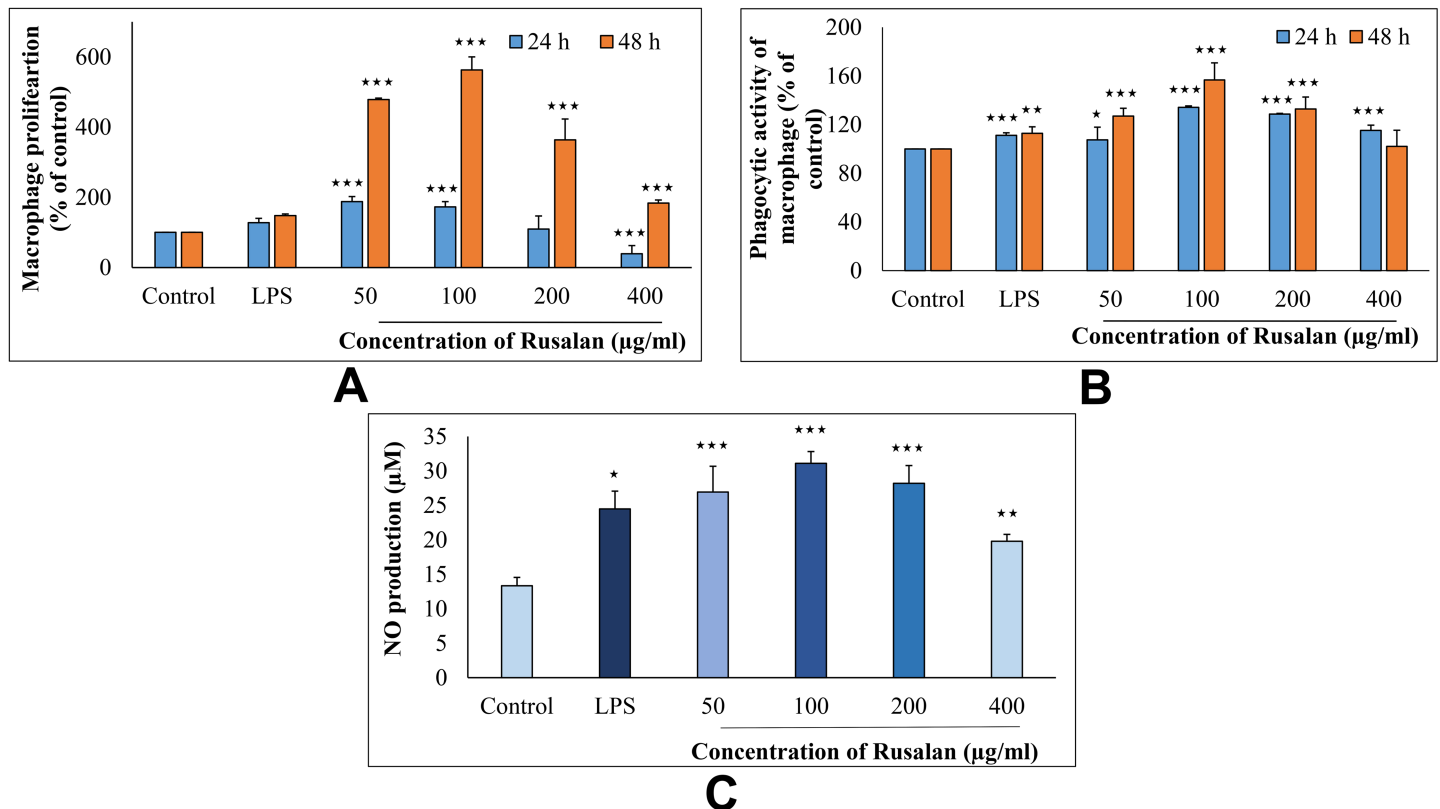 Macrophage prolifeartion
(% of control)
600
400
200
0
24 h
48 h
★★★
★★★
★★★
★★★
★★★
★★★
★★★
Control
LPS
50
100
200
400
Concentration of Rusalan (μg/ml)
A
Phagocytic activity of
macrophage (% of
control)
200
160
120
80
40
0
24 h
48 h
★★★
★★
★
★★★
★★★
★★★
★★★
★★★
★★★
Control
LPS
50
100
200
400
Concentration of Rusalan (μg/ml)
B
NO production (μM)
35
30
25
20
15
10
5
0
★
★★★
★★★
★★★
★★
Control
LPS
50
100
200
400
Concentration of Rusalan (μg/ml)
C